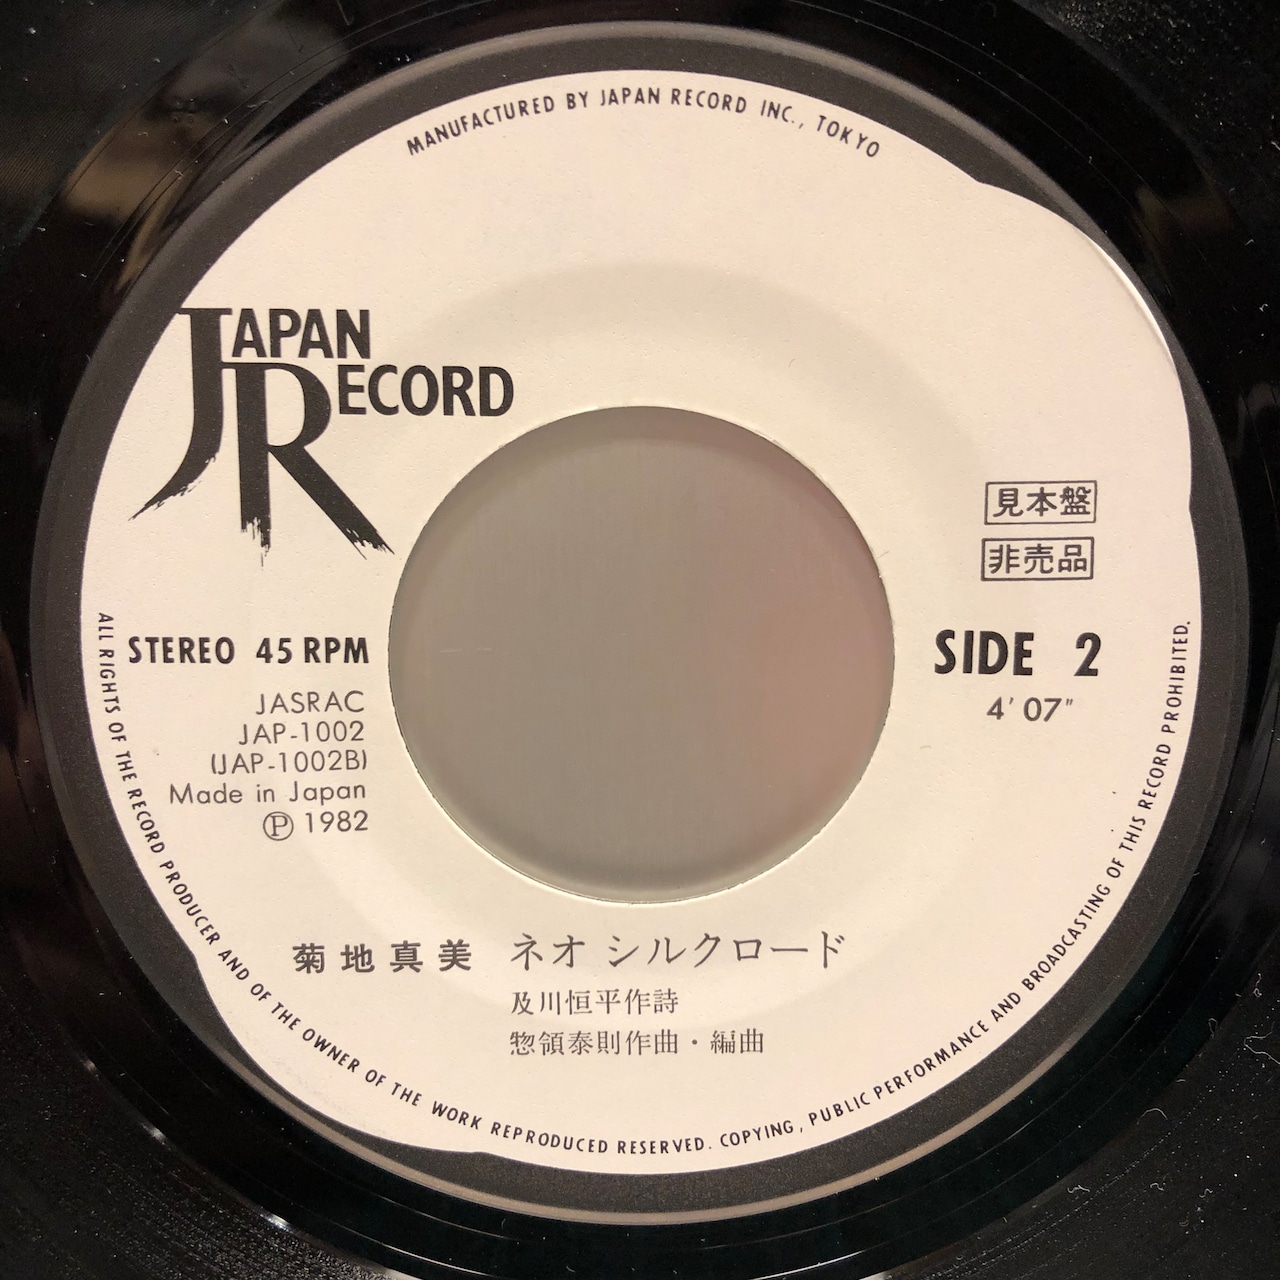 MANUFACTURED BY JAPAN RECORD INC., TOKYO
JAPAN
RECORD
見本盤
非売品
STEREO 45 RPM
SIDE 2
4' 07"
JASRAC
JAP-1002
(JAP-1002B)
Made in Japan
Ⓟ 1982
菊地真美 ネオ シルクロード
及川恒平作詩
惣領泰則作曲・編曲
ALL RIGHTS OF THE RECORD PRODUCER AND OF THE OWNER OF THE WORK REPRODUCED RESERVED. COPYING, PUBLIC PERFORMANCE AND BROADCASTING OF THIS RECORD PROHIBITED.